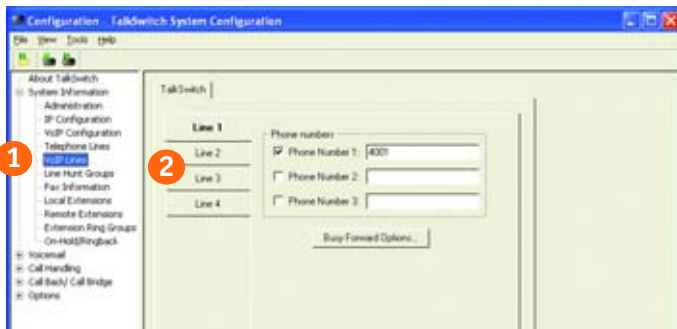 Configuration - TalkSwitch System Configuration
File View Tools Help
About TalkSwitch
System Information
Administration
IP Configuration
VoIP Configuration
Telephone Lines
VoIP Lines
Line Hunt Groups
Fax Information
Local Extensions
Remote Extensions
Extension Ring Groups
On-Hold/Ringback
Voicemail
Call Handling
Call Back/ Call Bridge
Options
1
TalkSwitch
2
Line 1
Line 2
Line 3
Line 4
Phone numbers
Phone Number 1: 4001
Phone Number 2:
Phone Number 3:
Busy Forward Options...